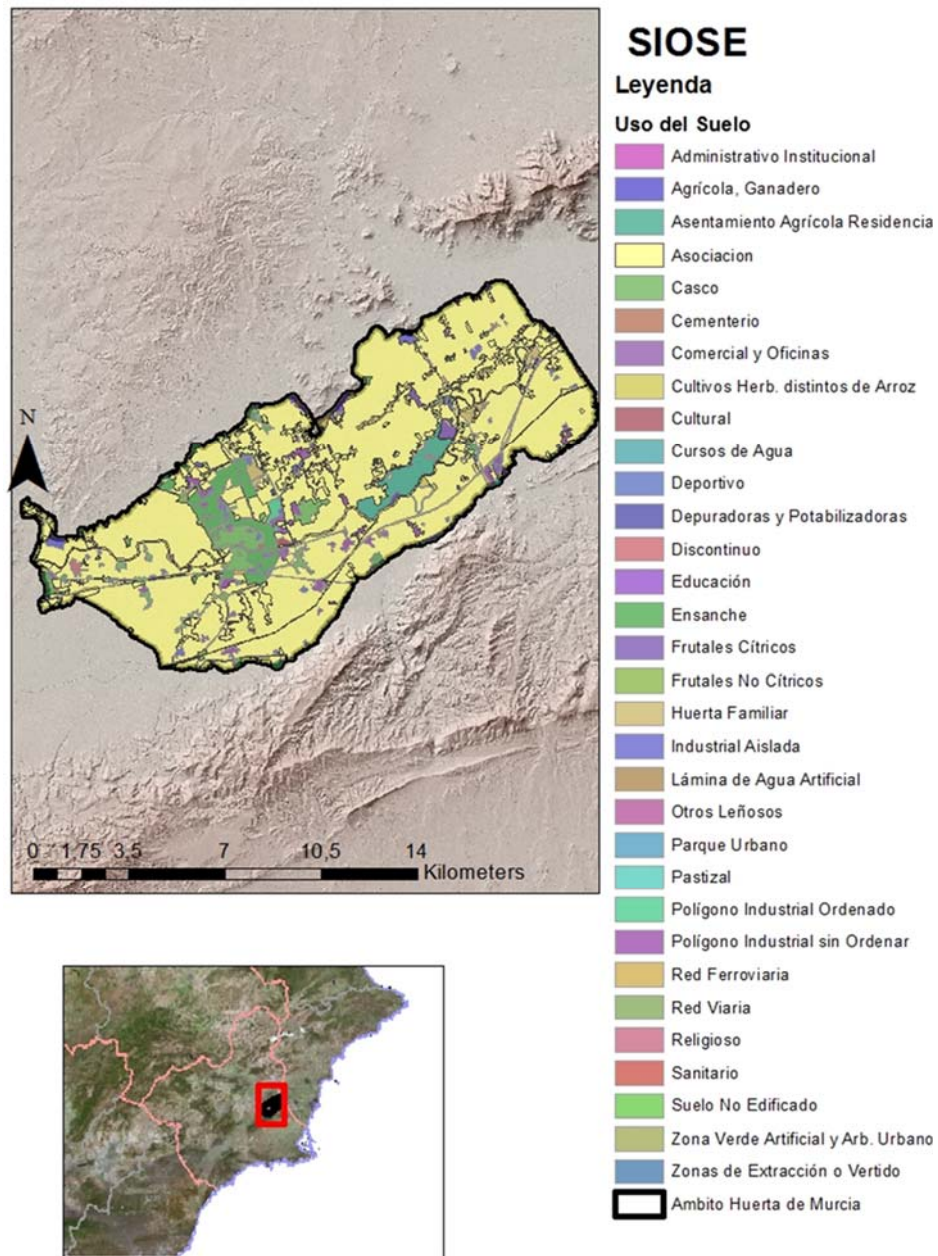 SIOSE
Leyenda
Uso del Suelo
Administrativo Institucional
Agrícola, Ganadero
Asentamiento Agrícola Residencia
Asociacion
Casco
Cementerio
Comercial y Oficinas
Cultivos Herb. distintos de Arroz
Cultural
Cursos de Agua
Deportivo
Depuradoras y Potabilizadoras
Discontinuo
Educación
Ensanche
Frutales Cítricos
Frutales No Cítricos
Huerta Familiar
Industrial Aislada
Lámina de Agua Artificial
Otros Leñosos
Parque Urbano
Pastizal
Polígono Industrial Ordenado
Polígono Industrial sin Ordenar
Red Ferroviaria
Red Viaria
Religioso
Sanitario
Suelo No Edificado
Zona Verde Artificial y Arb. Urbano
Zonas de Extracción o Vertido
Ambito Huerta de Murcia
N
0 1,75 3,5 7 10,5 14
Kilometers